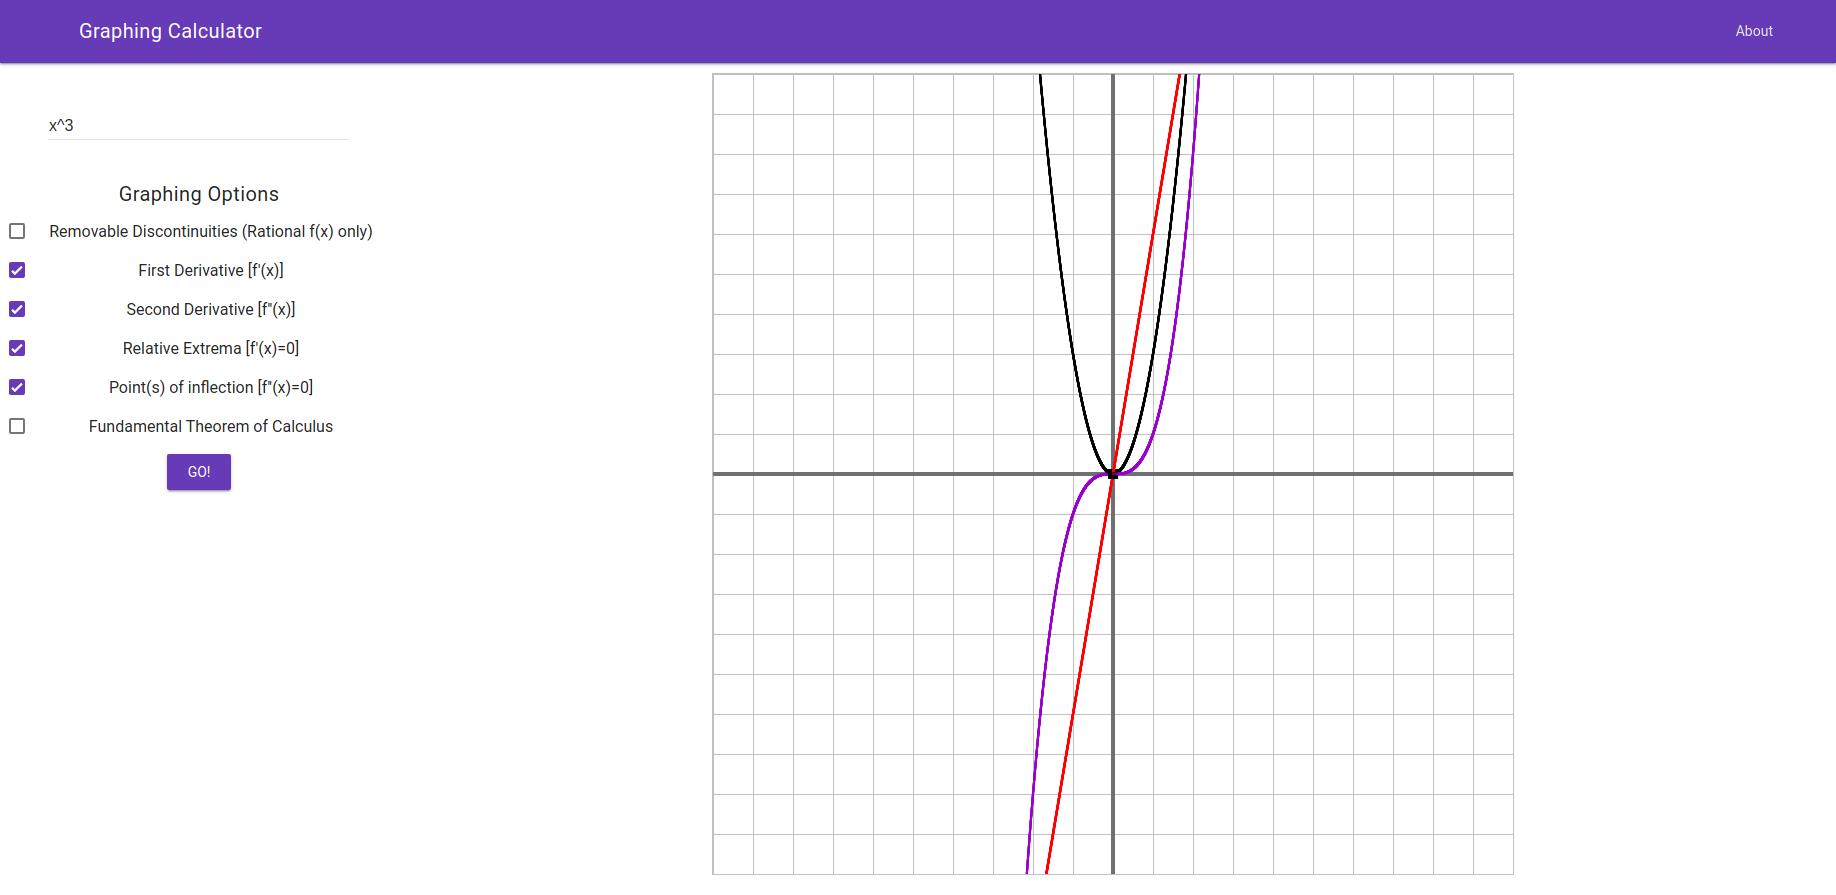 Graphing Calculator
About
x^3
Graphing Options
Removable Discontinuities (Rational f(x) only)
First Derivative [f'(x)]
Second Derivative [f"(x)]
Relative Extrema [f'(x)=0]
Point(s) of inflection [f"(x)=0]
Fundamental Theorem of Calculus
GO!